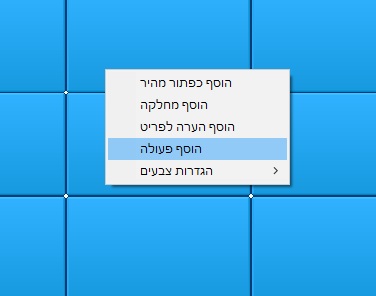 הוסף כפתור מהיר
הוסף מחלקה
הוסף הערה לפריט
הוסף פעולה
הגדרות צבעים